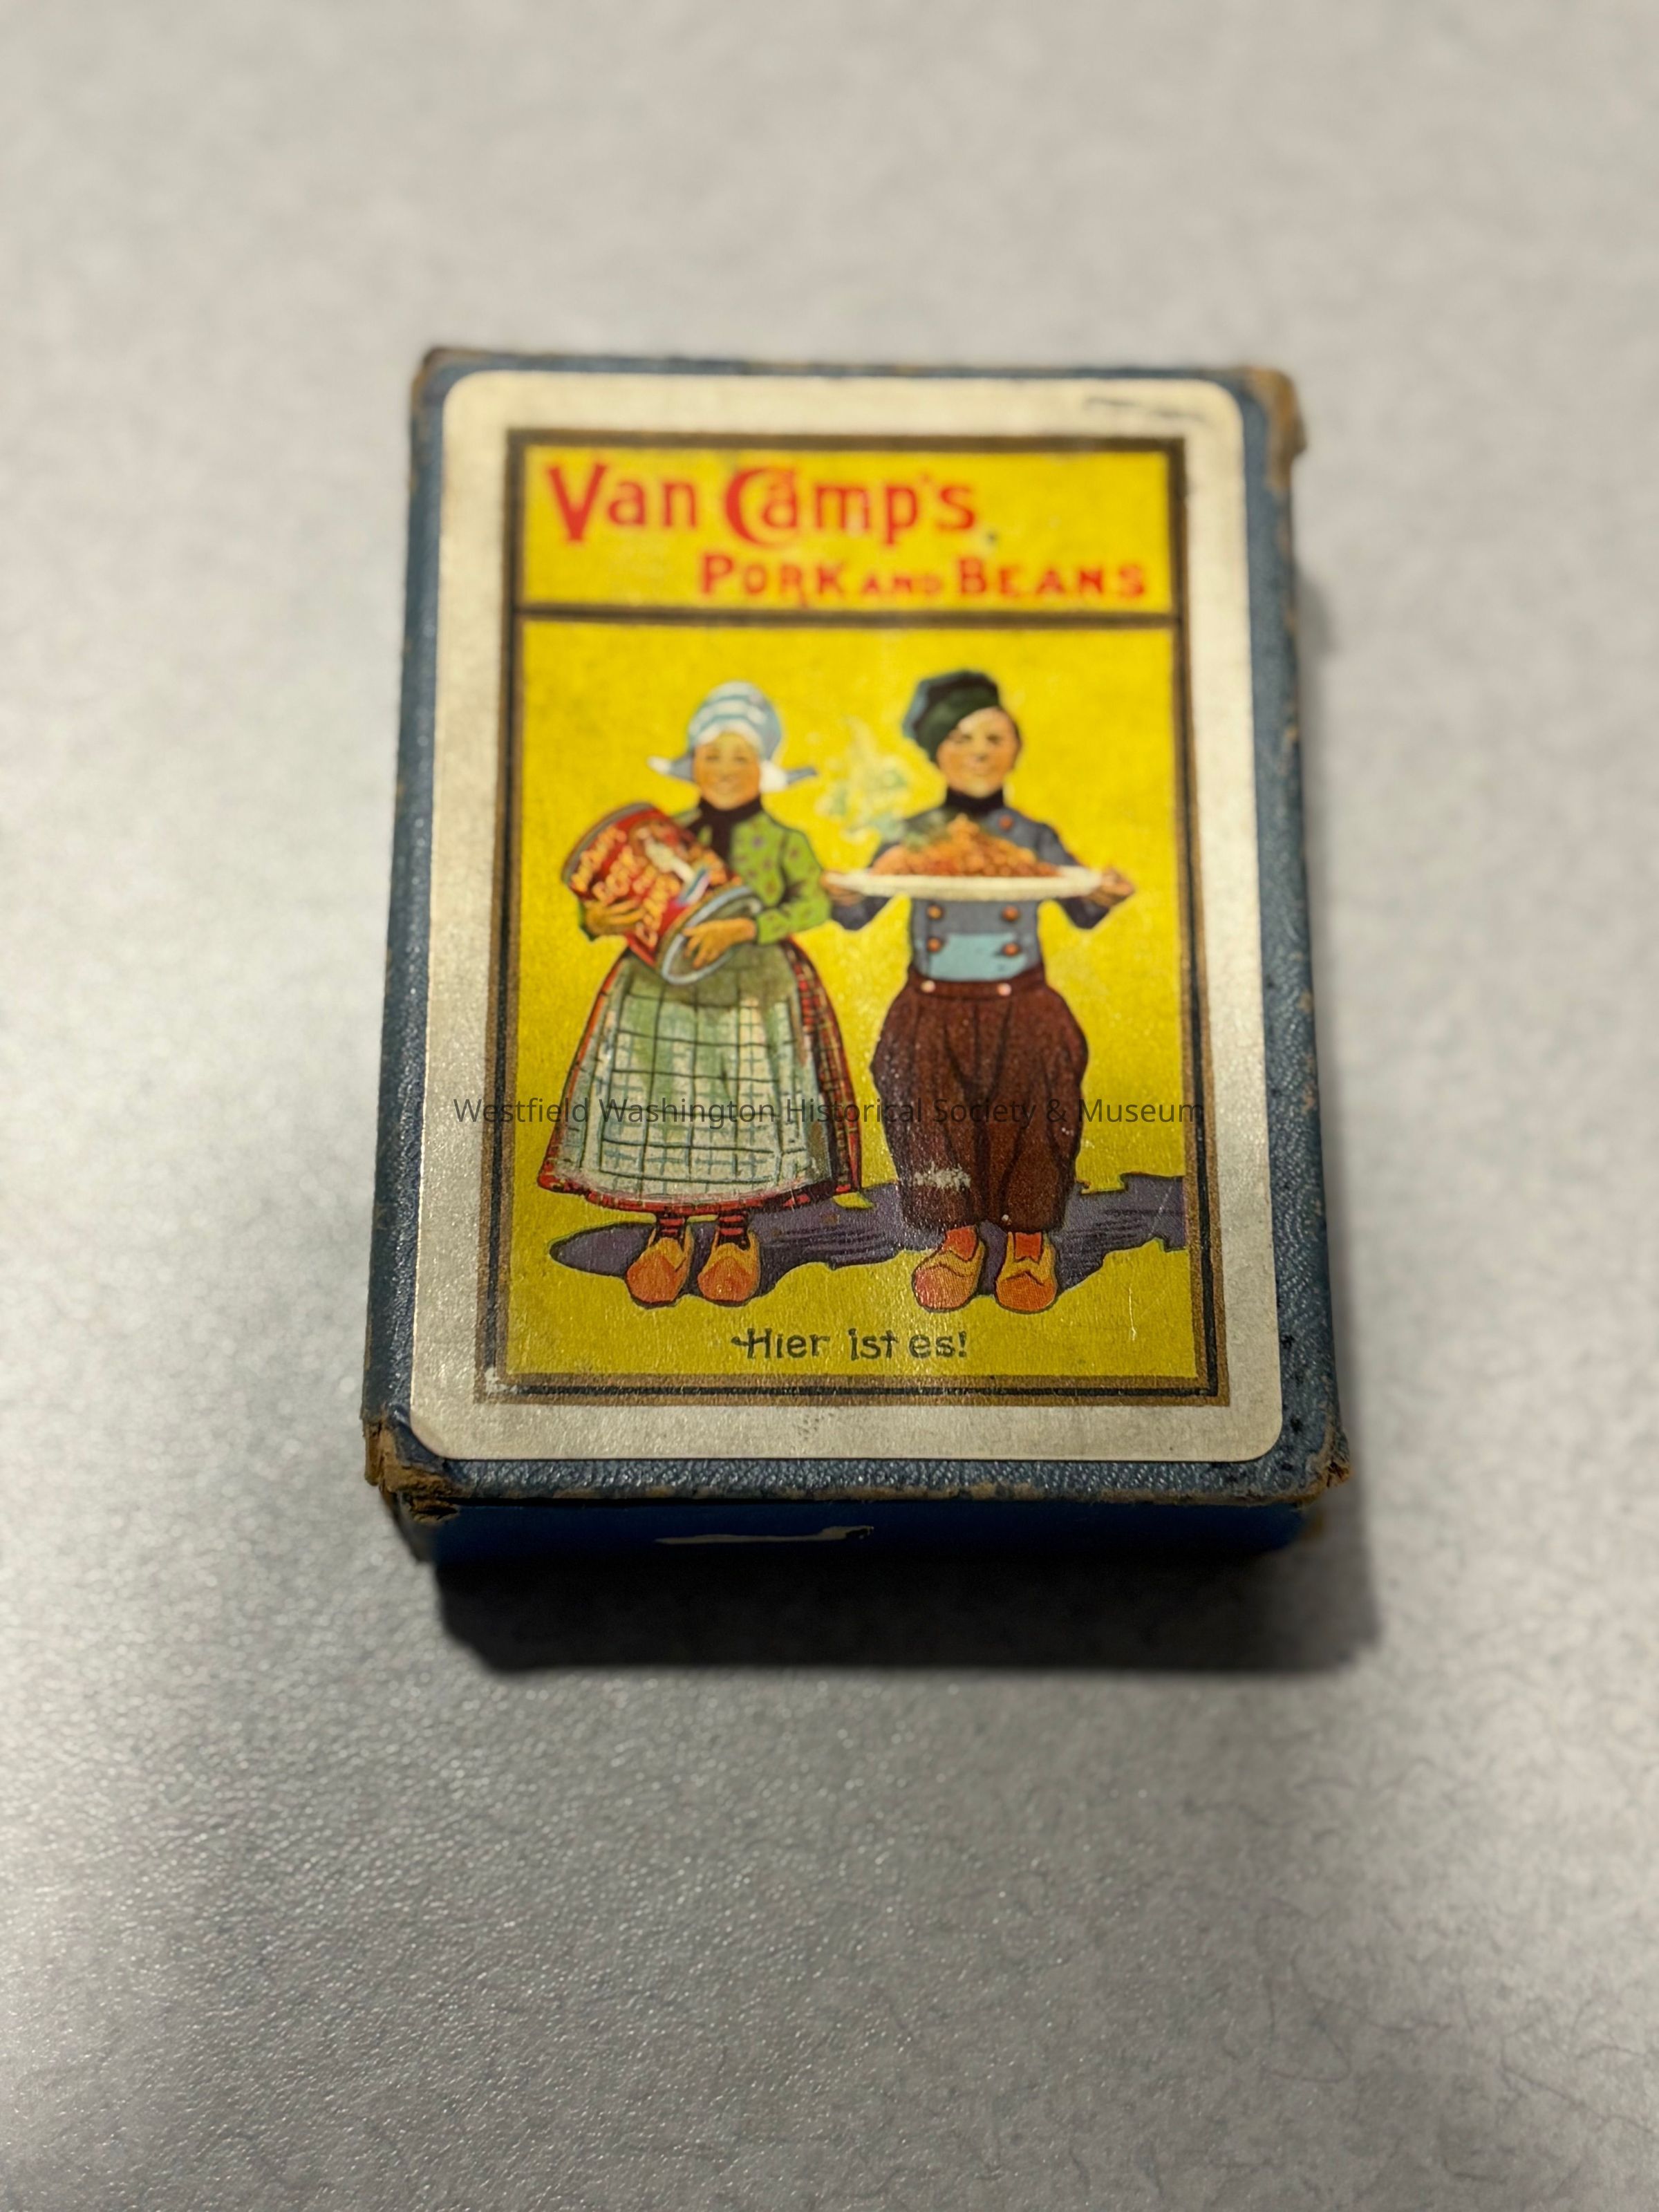 Van Camp's
PORK AND BEANS
Westfield Washington Historical Society & Museum
Hier ist es!